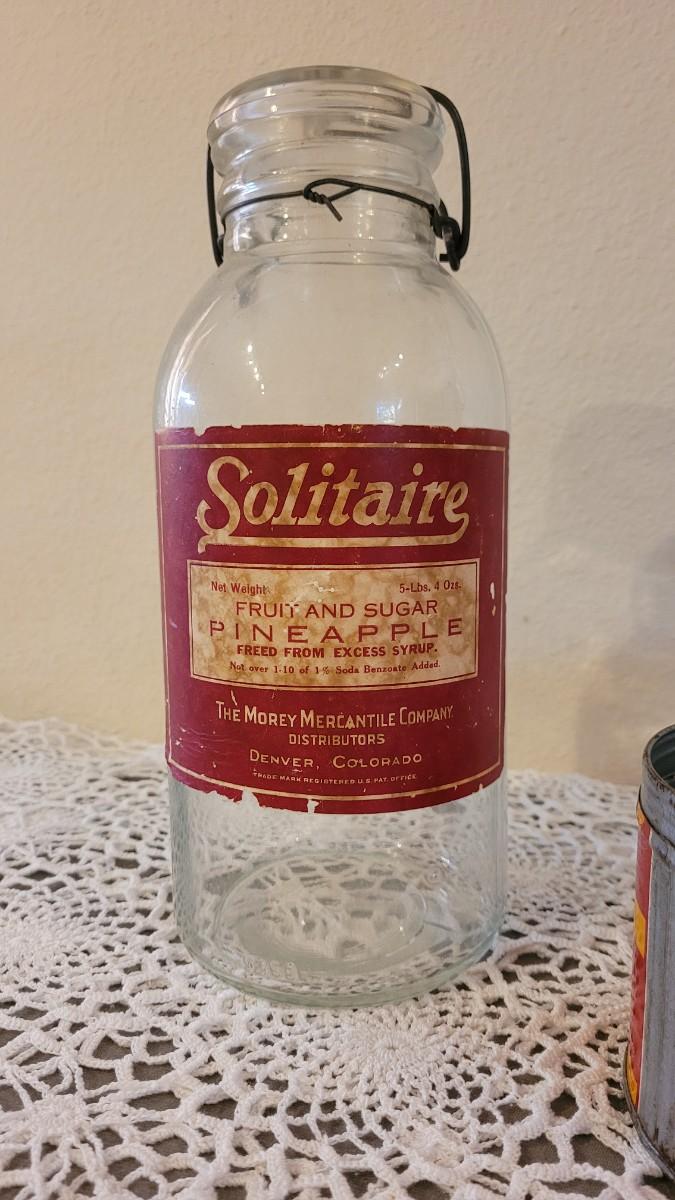 Solitaire
Net Weight 5-Lbs. 4 Ozs.
FRUIT AND SUGAR
PINEAPPLE
FREED FROM EXCESS SYRUP.
Not over 1-10 of 1% Soda Benzoate Added.
THE MOREY MERCANTILE COMPANY
DISTRIBUTORS
DENVER, COLORADO
TRADE MARK REGISTERED U.S. PAT. OFFICE.